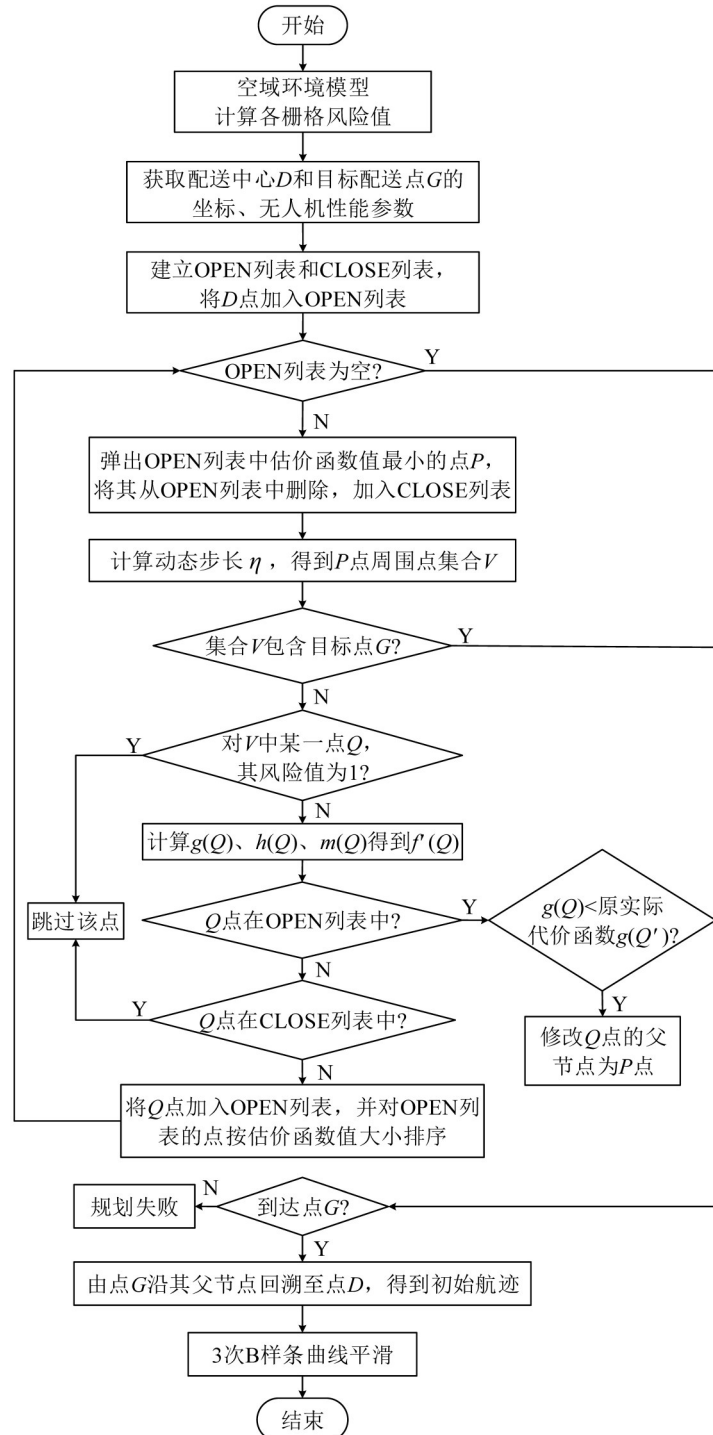 开始
空域环境模型
计算各栅格风险值
获取配送中心D和目标配送点G的
坐标、无人机性能参数
建立OPEN列表和CLOSE列表，
将D点加入OPEN列表
OPEN列表为空?
Y
N
弹出OPEN列表中估价函数值最小的点P，
将其从OPEN列表中删除，加入CLOSE列表
计算动态步长 η ，得到P点周围点集合V
集合V包含目标点G?
Y
N
对V中某一点Q，
其风险值为1?
Y
N
计算g(Q)、h(Q)、m(Q)得到f′(Q)
Q点在OPEN列表中?
Y
N
g(Q)<原实际
代价函数g(Q′)?
Y
修改Q点的父
节点为P点
跳过该点
Q点在CLOSE列表中?
Y
N
将Q点加入OPEN列表，并对OPEN列
表的点按估价函数值大小排序
到达点G?
N
规划失败
Y
由点G沿其父节点回溯至点D，得到初始航迹
3次B样条曲线平滑
结束